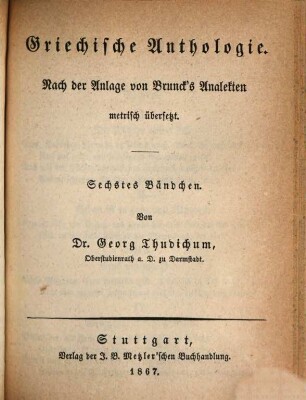 Griechische Anthologie.
Nach der Anlage von Brunck's Analekten
metrisch übersetzt.
Sechstes Bändchen.
Von
Dr. Georg Thudichum,
Oberstudienrath a. D. zu Darmstadt.
Stuttgart,
Verlag der J. B. Metzler'schen Buchhandlung.
1867.